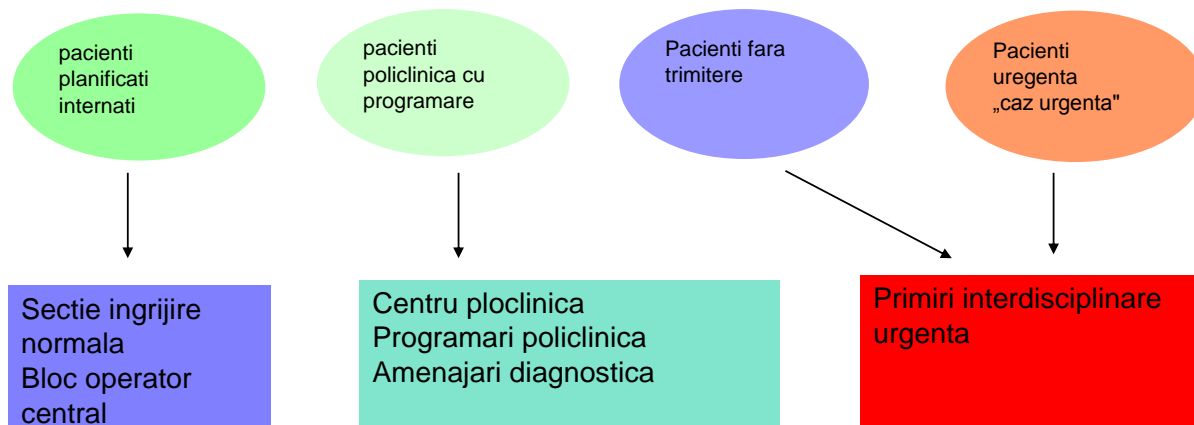 pacienti
planificati
internati
pacienti
policlinica cu
programare
Pacienti fara
trimitere
Pacienti
uregenta
„caz urgenta"
Sectie ingrijire
normala
Bloc operator
central
Centru ploclinica
Programari policlinica
Amenajari diagnostica
Primiri interdisciplinare
urgenta